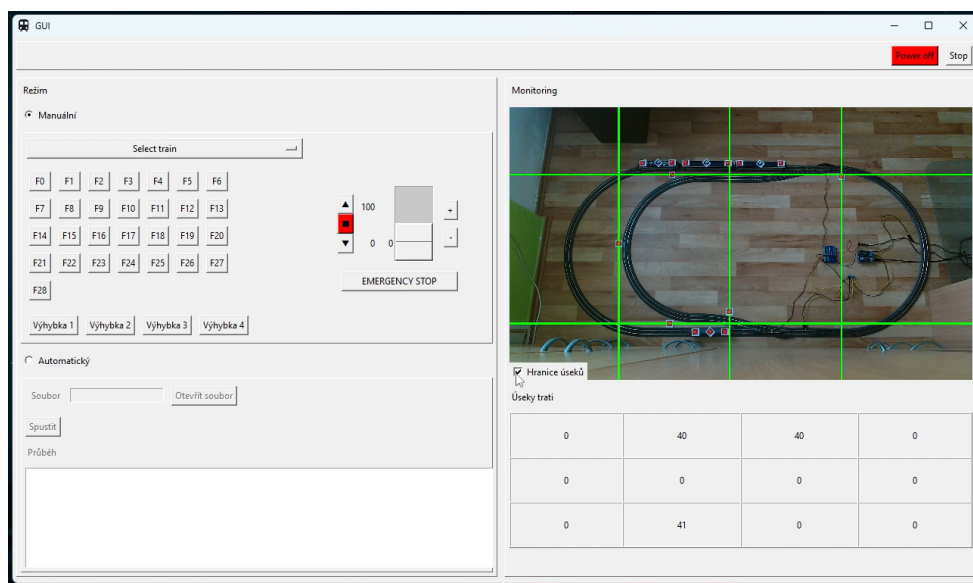 GUI
Power off Stop
Režim
Manuální
Select train
F0 F1 F2 F3 F4 F5 F6
F7 F8 F9 F10 F11 F12 F13
F14 F15 F16 F17 F18 F19 F20
F21 F22 F23 F24 F25 F26 F27
F28
100
+
0 0
-
EMERGENCY STOP
Výhybka 1 Výhybka 2 Výhybka 3 Výhybka 4
Automatický
Soubor Otevřít soubor
Spustit
Průběh
Monitoring
Hranice úseků
Úseky trati
0 40 40 0
0 0 0 0
0 41 0 0